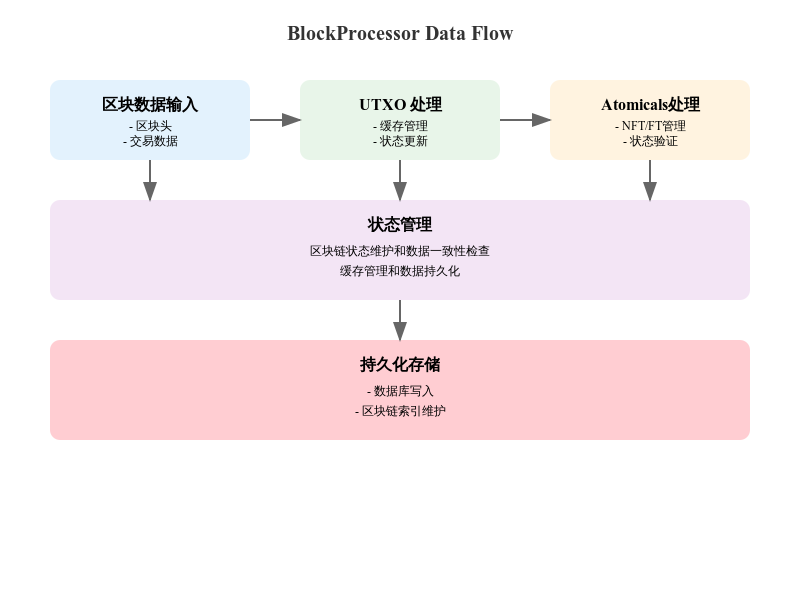 BlockProcessor Data Flow
区块数据输入
- 区块头
- 交易数据
UTXO 处理
- 缓存管理
- 状态更新
Atomicals处理
- NFT/FT管理
- 状态验证
状态管理
区块链状态维护和数据一致性检查
缓存管理和数据持久化
持久化存储
- 数据库写入
- 区块链索引维护